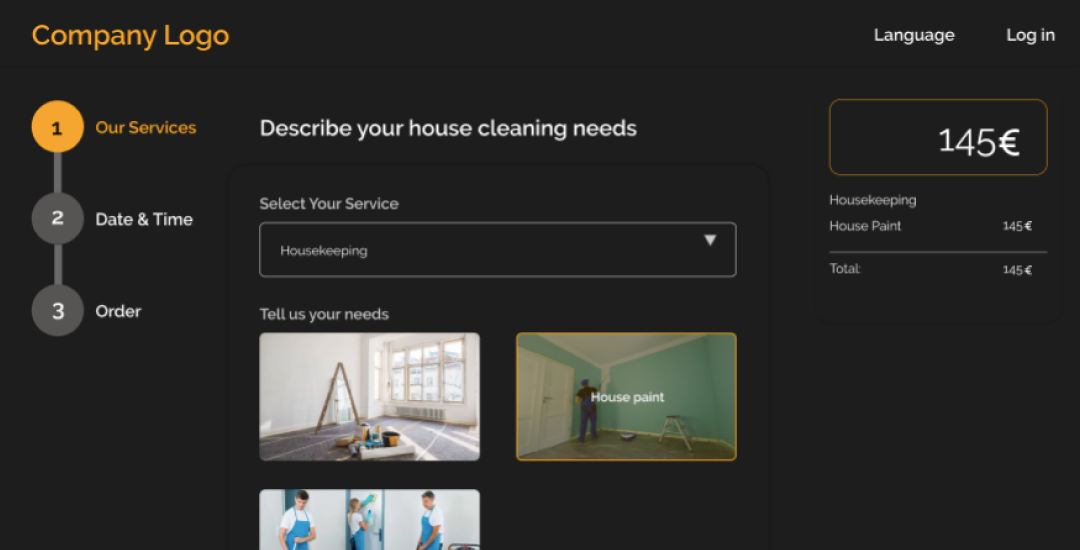 Company Logo
Language
Log in
1
Our Services
2
Date & Time
3
Order
Describe your house cleaning needs
Select Your Service
Housekeeping
Tell us your needs
House paint
145€
Housekeeping
House Paint 145€
Total: 145€